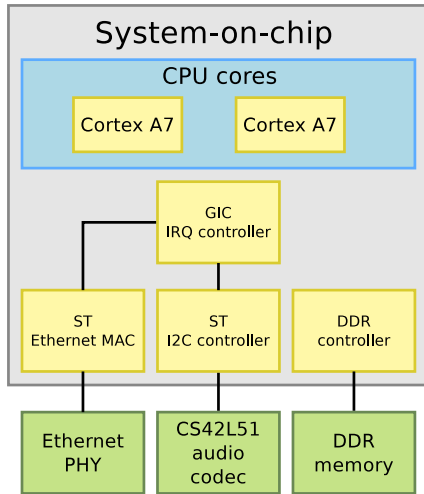 System-on-chip
CPU cores
Cortex A7
Cortex A7
GIC
IRQ controller
ST
Ethernet MAC
ST
I2C controller
DDR
controller
Ethernet
PHY
CS42L51
audio
codec
DDR
memory